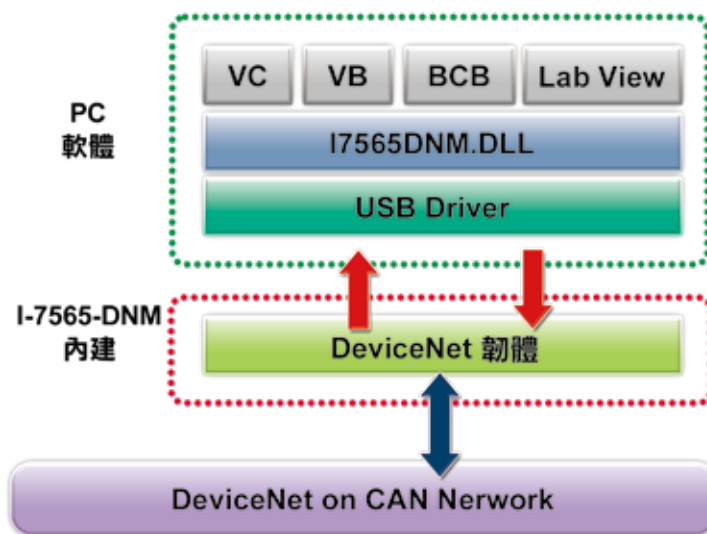 VC
VB
BCB
Lab View
PC
軟體
I7565DNM.DLL
USB Driver
I-7565-DNM
內建
DeviceNet 韌體
DeviceNet on CAN Nerwork